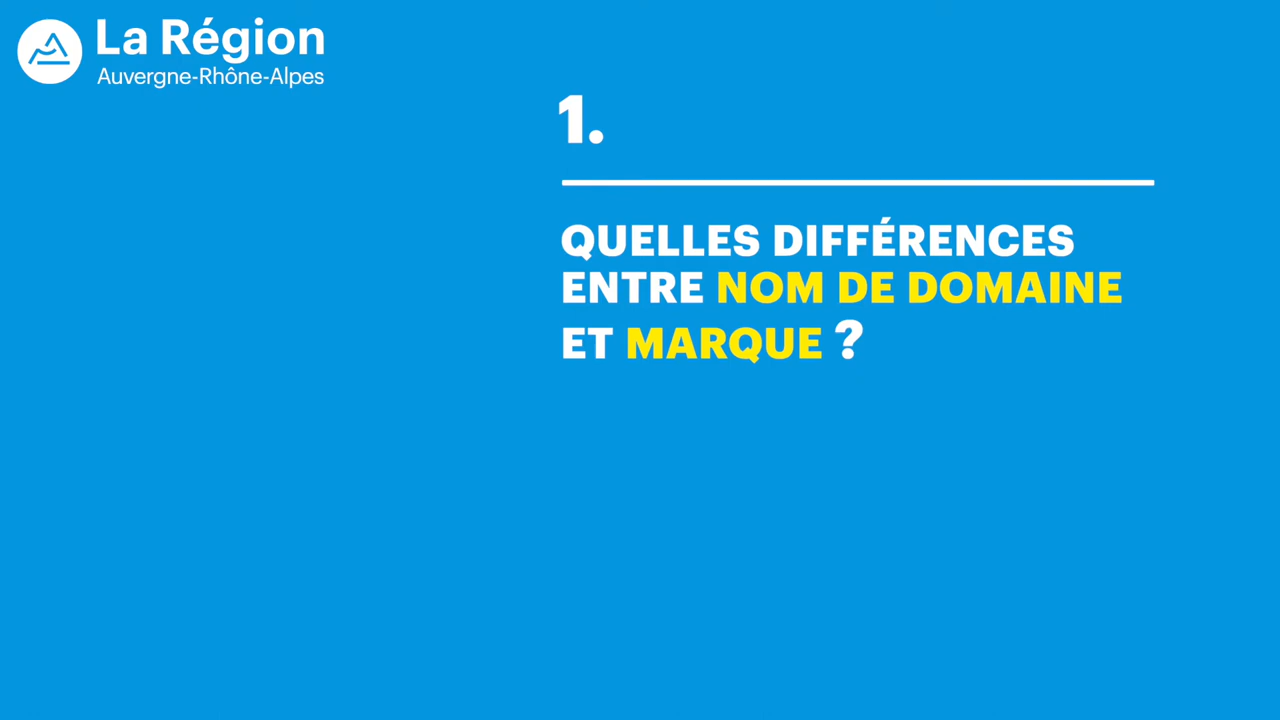 La Région
Auvergne-Rhône-Alpes
1.
QUELLES DIFFÉRENCES
ENTRE NOM DE DOMAINE
ET MARQUE ?